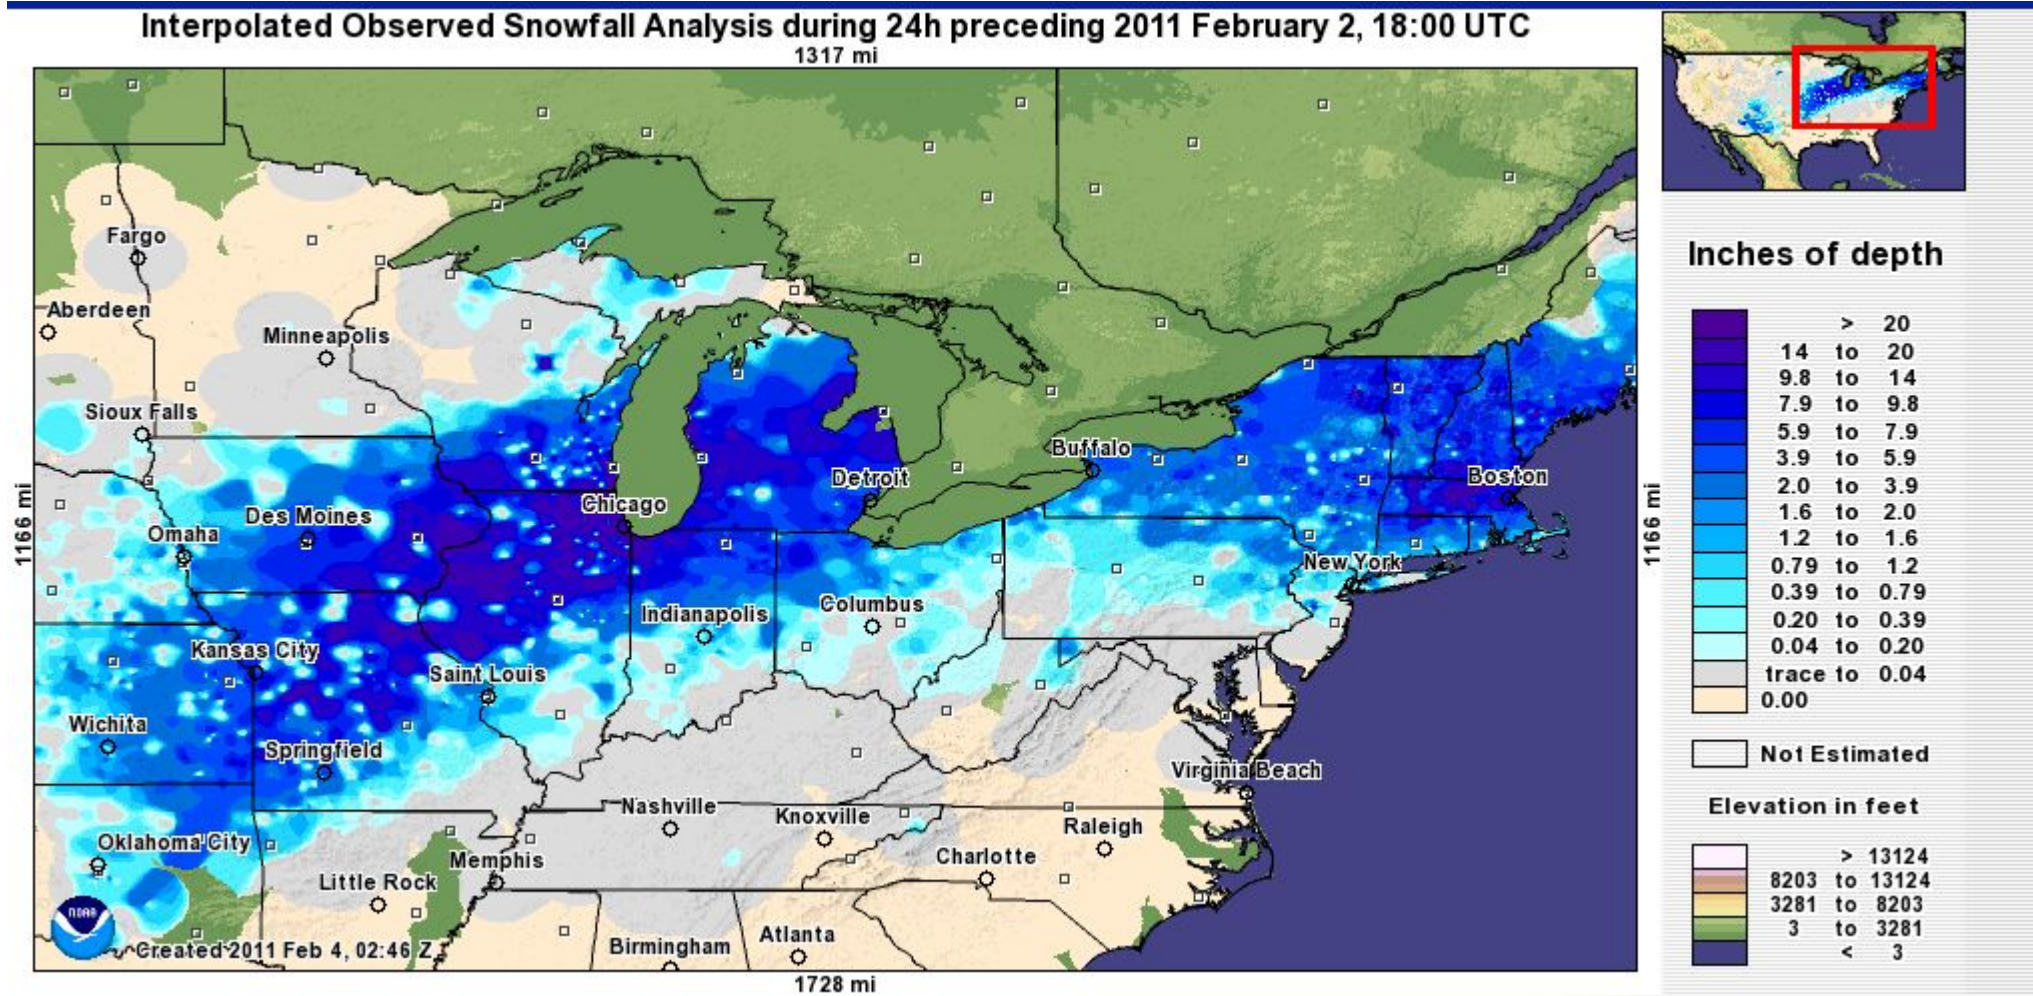 Interpolated Observed Snowfall Analysis during 24h preceding 2011 February 2, 18:00 UTC
1317 mi
1166 mi
Fargo
Aberdeen
Minneapolis
Sioux Falls
Buffalo
Boston
Detroit
Chicago
Des Moines
Omaha
New York
Columbus
Indianapolis
Kansas City
Saint Louis
Wichita
Springfield
Virginia Beach
Nashville
Knoxville
Raleigh
Oklahoma City
Memphis
Charlotte
Little Rock
Atlanta
Birmingham
NOAA
Created 2011 Feb 4, 02:46 Z
1728 mi
1166 mi
Inches of depth
> 20
14 to 20
9.8 to 14
7.9 to 9.8
5.9 to 7.9
3.9 to 5.9
2.0 to 3.9
1.6 to 2.0
1.2 to 1.6
0.79 to 1.2
0.39 to 0.79
0.20 to 0.39
0.04 to 0.20
trace to 0.04
0.00
Not Estimated
Elevation in feet
> 13124
8203 to 13124
3281 to 8203
3 to 3281
< 3